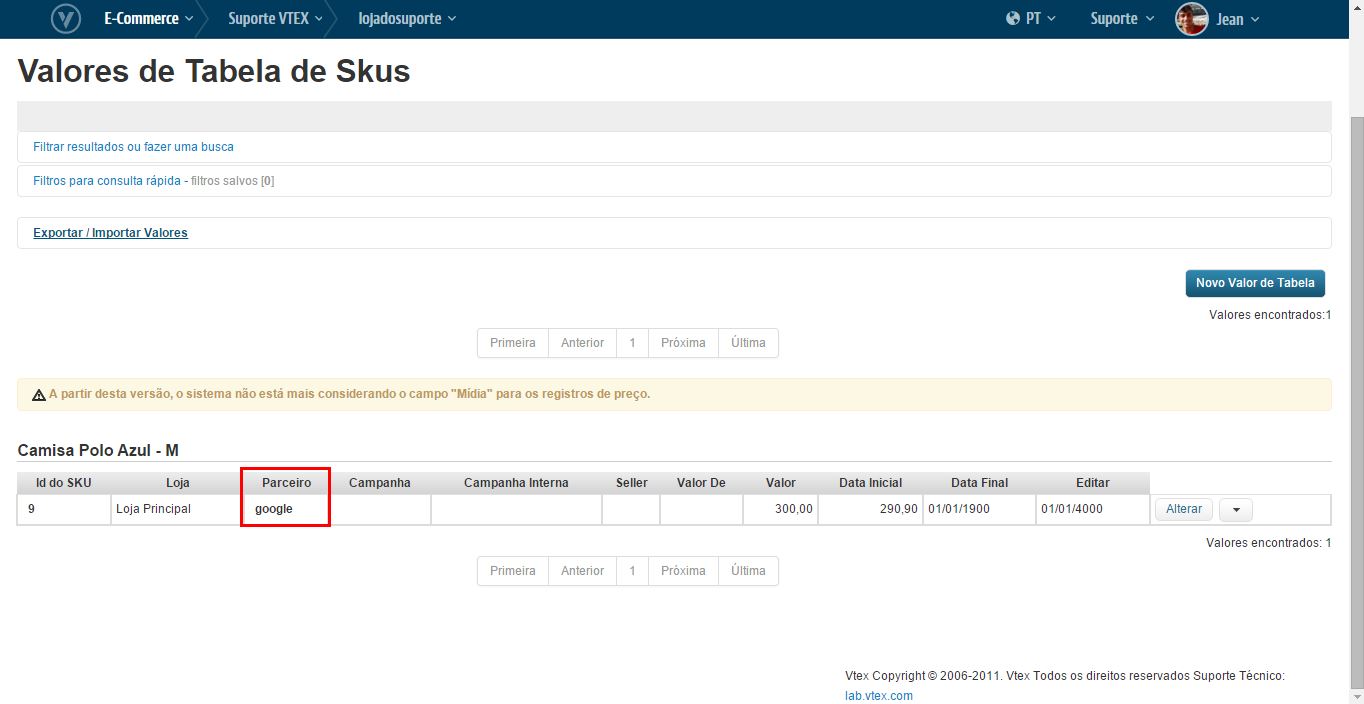 V E-Commerce Suporte VTEX lojadosuporte PT Suporte Jean
Valores de Tabela de Skus
Filtrar resultados ou fazer uma busca
Filtros para consulta rápida - filtros salvos [0]
Exportar / Importar Valores
Novo Valor de Tabela
Valores encontrados:1
Primeira Anterior 1 Próxima Última
A partir desta versão, o sistema não está mais considerando o campo "Mídia" para os registros de preço.
Camisa Polo Azul - M
Id do SKU Loja Parceiro Campanha Campanha Interna Seller Valor De Valor Data Inicial Data Final Editar
9 Loja Principal google 300,00 290,90 01/01/1900 01/01/4000 Alterar
Valores encontrados: 1
Primeira Anterior 1 Próxima Última
Vtex Copyright © 2006-2011. Vtex Todos os direitos reservados Suporte Técnico:
lab.vtex.com